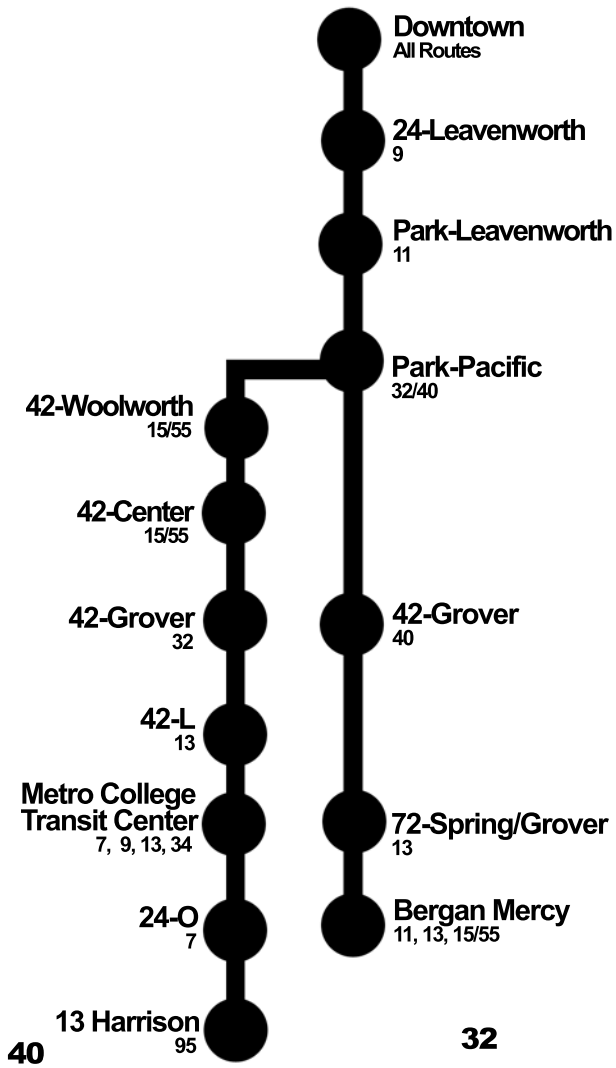 Downtown
All Routes
24-Leavenworth
9
Park-Leavenworth
11
Park-Pacific
32/40
42-Woolworth
15/55
42-Center
15/55
42-Grover
32
42-L
13
Metro College
Transit Center
7, 9, 13, 34
24-O
7
13 Harrison
95
40
42-Grover
40
72-Spring/Grover
13
Bergan Mercy
11, 13, 15/55
32